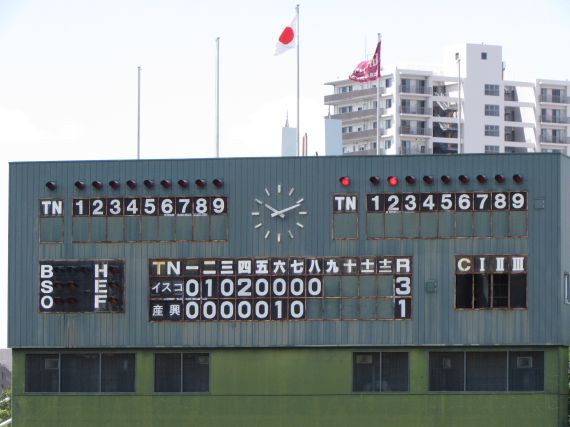 TN 1 2 3 4 5 6 7 8 9
TN 1 2 3 4 5 6 7 8 9
B H
S E
O F
TN 一 二 三 四 五 六 七 八 九 十 士 士 R
イスコ 0 1 0 2 0 0 0 0 3
産興 0 0 0 0 0 1 0 1
C I II III